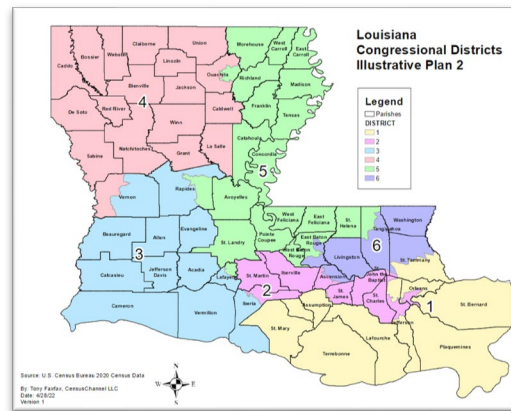 Louisiana
Congressional Districts
Illustrative Plan 2
Legend
Parishes
DISTRICT
1
2
3
4
5
6
Claiborne
Union
Morehouse
West
Carroll
East
Carroll
Bossier
Webster
Lincoln
Caddo
Ouachita
Richland
Madison
Bienville
Jackson
4
De Soto
Red River
Caldwell
Franklin
Tensas
Winn
Catahoula
Natchitoches
La Salle
Sabine
Grant
Concordia
5
Vernon
Rapides
Avoyelles
West
Feliciana
East
Feliciana
St.
Helena
Washington
Tangipahoa
Beauregard
Allen
Evangeline
St. Landry
Pointe
Coupee
East Baton
Rouge
West Baton
Rouge
6
Livingston
St. Tammany
3
Calcasieu
Jefferson
Davis
Acadia
Lafayette
St. Martin
Iberville
Ascension
2
St.
James
St.
John the
Baptist
Orleans
St.
Charles
1
St. Bernard
Cameron
Vermilion
Iberia
Assumption
Jefferson
St. Mary
Lafourche
Plaquemines
Terrebonne
Source: U.S. Census Bureau 2020 Census Data
By: Tony Fairfax, CensusChannel LLC
Date: 4/28/22
Version 1
N
W
E
S